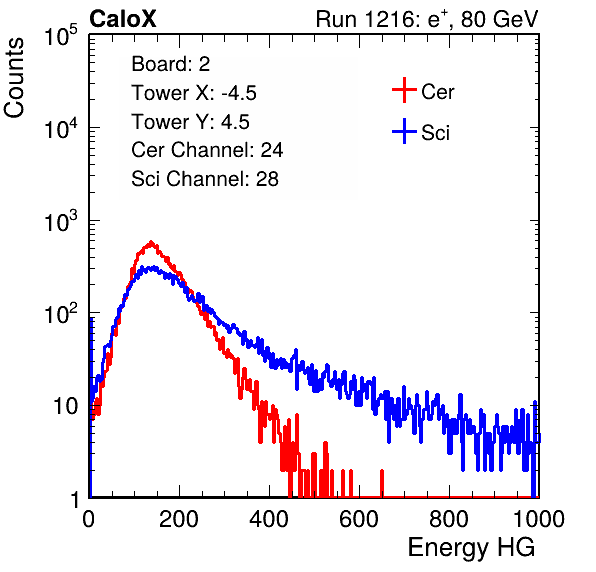 CaloX Run 1216: e⁺, 80 GeV
Counts
Board: 2
Tower X: -4.5
Tower Y: 4.5
Cer Channel: 24
Sci Channel: 28
Cer
Sci
10⁵
10⁴
10³
10²
10
1
0 200 400 600 800 1000
Energy HG